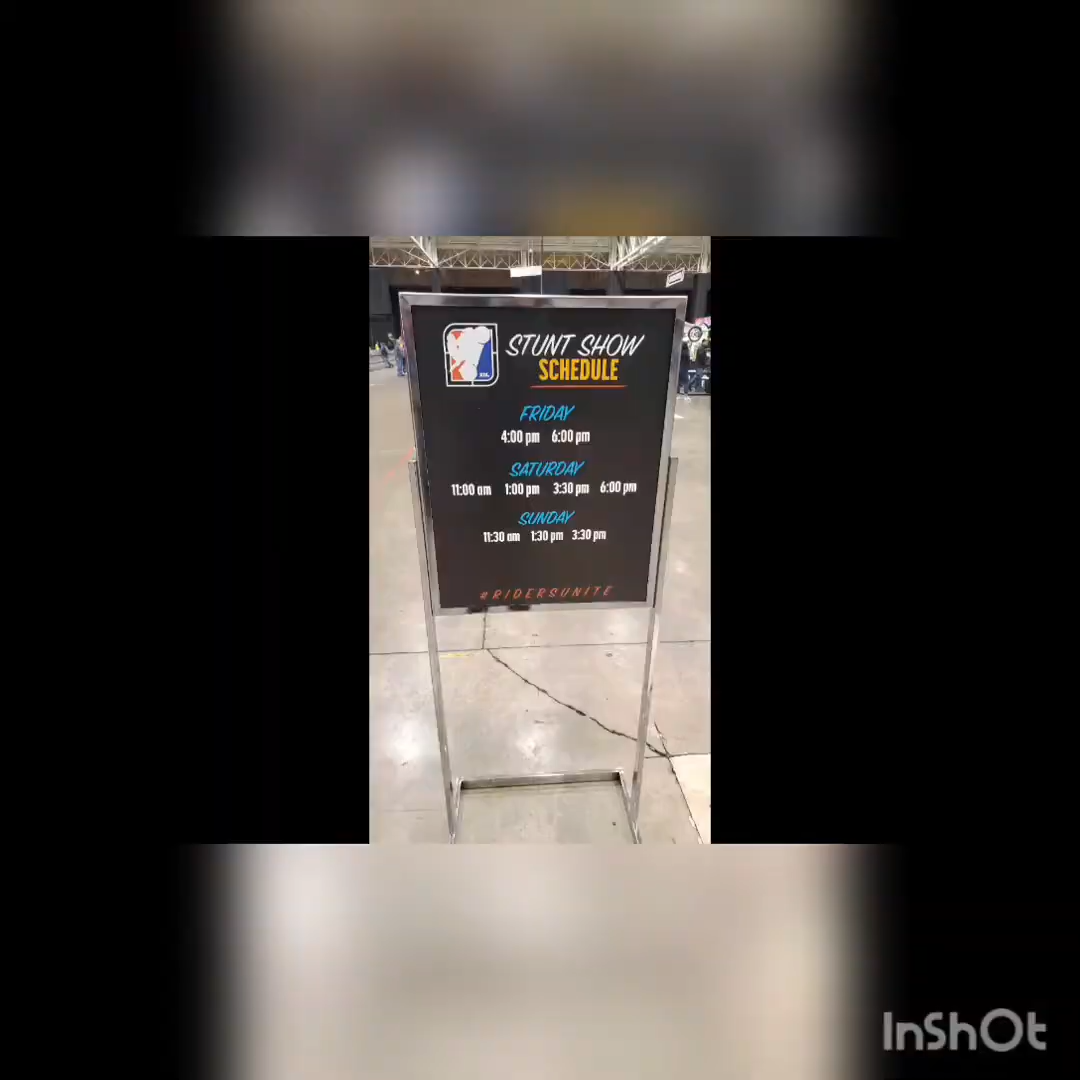 STUNT SHOW
SCHEDULE
FRIDAY
4:00 pm 6:00 pm
SATURDAY
11:00 am 1:00 pm 3:30 pm 6:00 pm
SUNDAY
11:30 am 1:30 pm 3:30 pm
#RIDERSUNITE
InShOt